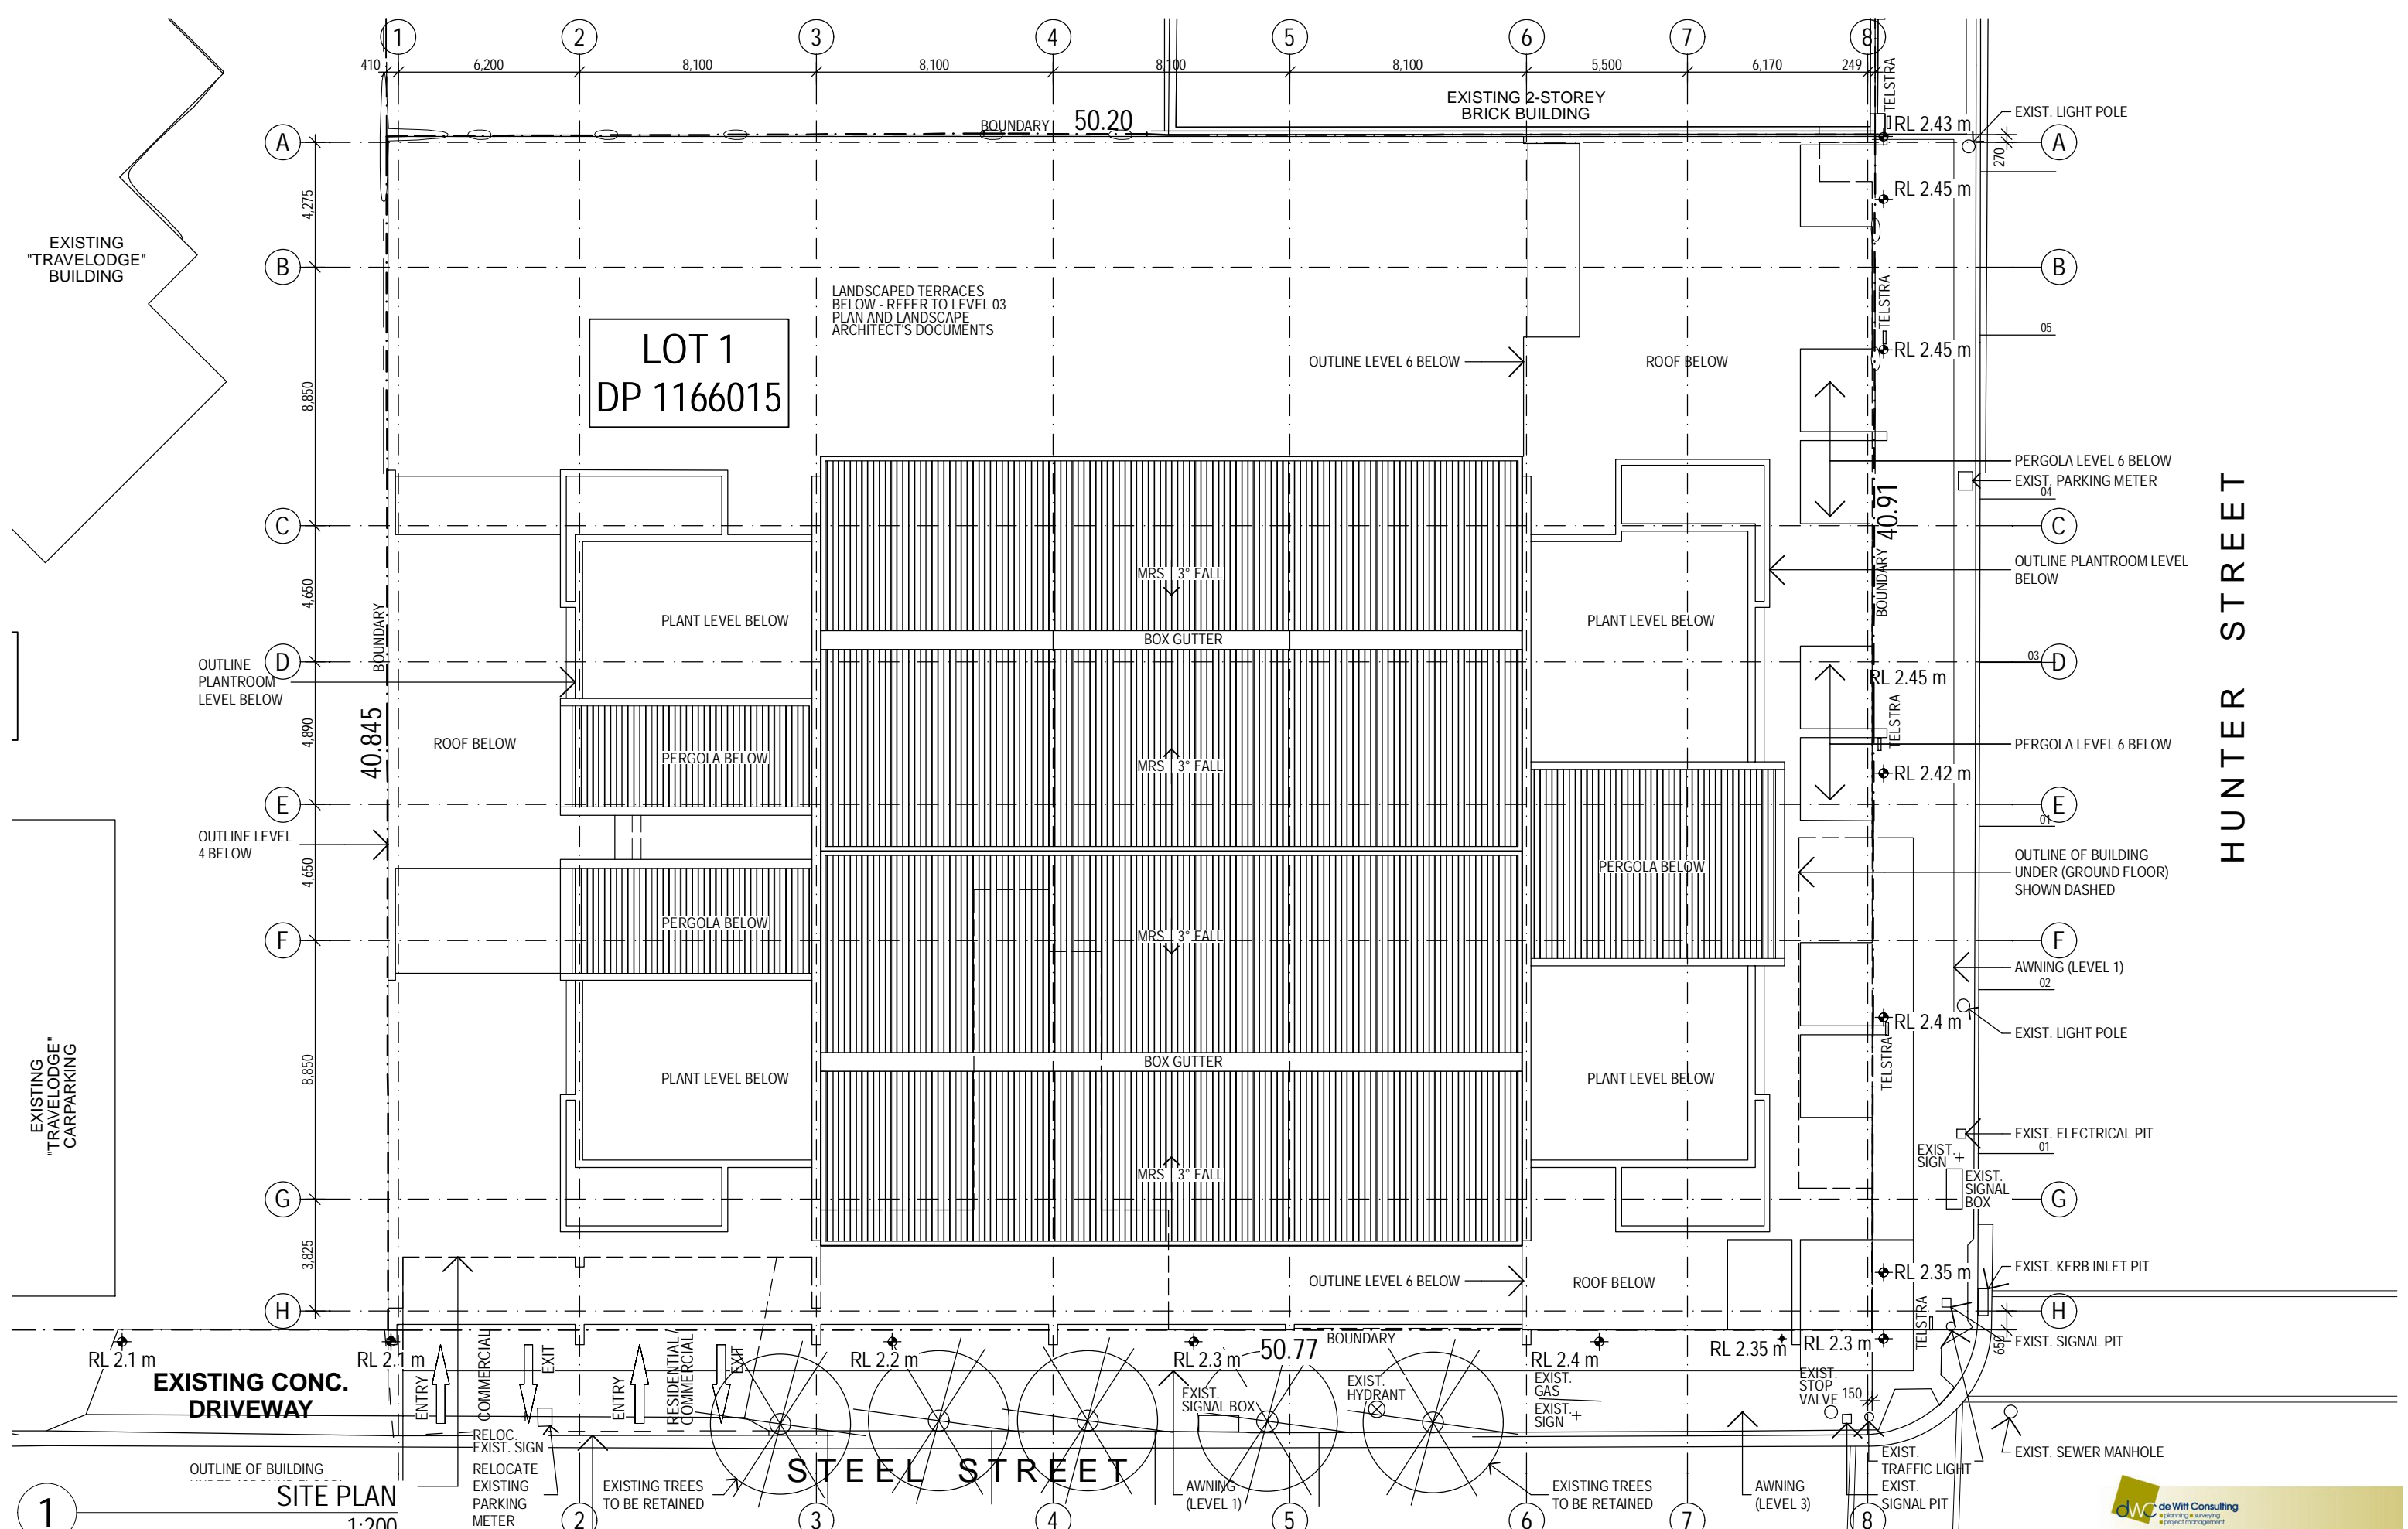 1
2
3
4
5
6
7
8
410
6,200
8,100
8,100
8,100
8,100
5,500
6,170
249
TELSTRA
EXISTING 2-STOREY
BRICK BUILDING
BOUNDARY 50.20
RL 2.43 m
EXIST. LIGHT POLE
A
A
270
4,275
RL 2.45 m
EXISTING
"TRAVELODGE"
BUILDING
B
B
LANDSCAPED TERRACES
BELOW - REFER TO LEVEL 03
PLAN AND LANDSCAPE
ARCHITECT'S DOCUMENTS
TELSTRA
05
LOT 1
DP 1166015
RL 2.45 m
OUTLINE LEVEL 6 BELOW
ROOF BELOW
8,850
PERGOLA LEVEL 6 BELOW
EXIST. PARKING METER
04
C
C
40.91
BOUNDARY
OUTLINE PLANTROOM LEVEL
BELOW
HUNTER STREET
MRS 3° FALL
4,650
PLANT LEVEL BELOW
PLANT LEVEL BELOW
BOX GUTTER
BOUNDARY
03
D
D
OUTLINE
PLANTROOM
LEVEL BELOW
RL 2.45 m
TELSTRA
40.845
4,890
ROOF BELOW
PERGOLA BELOW
MRS 3° FALL
PERGOLA LEVEL 6 BELOW
RL 2.42 m
E
E
01
OUTLINE LEVEL
4 BELOW
4,650
PERGOLA BELOW
OUTLINE OF BUILDING
UNDER (GROUND FLOOR)
SHOWN DASHED
PERGOLA BELOW
MRS 3° FALL
F
F
AWNING (LEVEL 1)
02
RL 2.4 m
EXIST. LIGHT POLE
EXISTING
"TRAVELODGE"
CARPARKING
8,850
BOX GUTTER
TELSTRA
PLANT LEVEL BELOW
PLANT LEVEL BELOW
EXIST. ELECTRICAL PIT
01
EXIST.
SIGN
EXIST.
SIGNAL
BOX
MRS 3° FALL
G
G
3,825
OUTLINE LEVEL 6 BELOW
ROOF BELOW
RL 2.35 m
EXIST. KERB INLET PIT
H
H
TELSTRA
650
EXIST. SIGNAL PIT
RL 2.1 m
RL 2.1 m
RL 2.2 m
RL 2.3 m
50.77
BOUNDARY
RL 2.4 m
RL 2.35 m
RL 2.3 m
EXISTING CONC.
DRIVEWAY
ENTRY
COMMERCIAL
EXIT
ENTRY
RESIDENTIAL/
COMMERCIAL
EXIT
EXIST.
SIGNAL BOX
EXIST.
HYDRANT
EXIST.
GAS
EXIST.
SIGN
EXIST.
STOP
VALVE
150
RELOC.
EXIST. SIGN
EXIST.
TRAFFIC LIGHT
EXIST. SEWER MANHOLE
STEEL STREET
OUTLINE OF BUILDING
RELOCATE
EXISTING
PARKING
METER
EXISTING TREES
TO BE RETAINED
AWNING
(LEVEL 1)
EXISTING TREES
TO BE RETAINED
AWNING
(LEVEL 3)
EXIST.
SIGNAL PIT
1
SITE PLAN
1:200
2
3
4
5
6
7
8
dwc
de Witt Consulting
planning surveying
project management